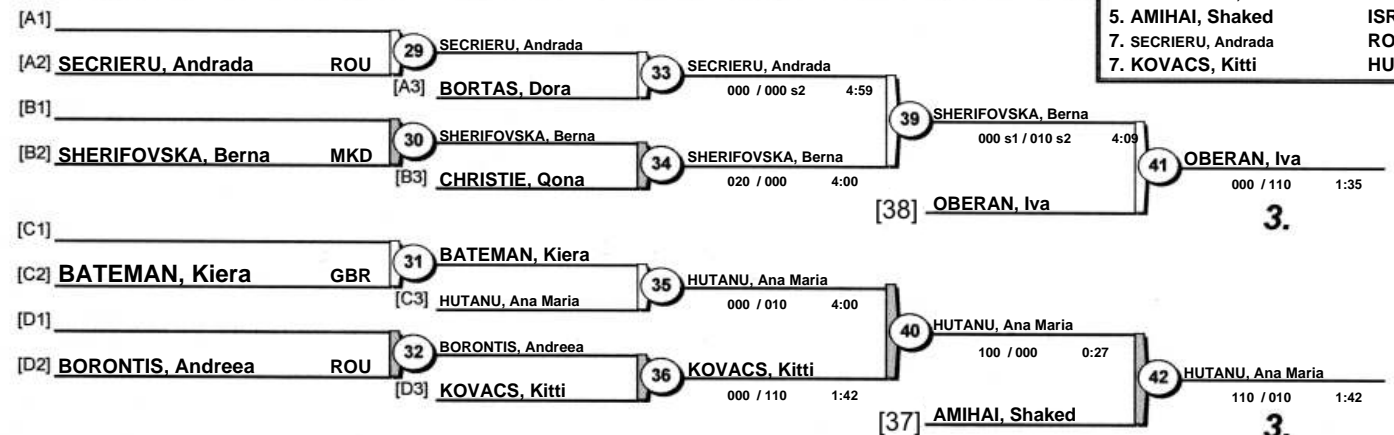 5. AMIHAI, Shaked ISR
7. SECRIERU, Andrada RO
7. KOVACS, Kitti HU
[A1]
[A2] SECRIERU, Andrada ROU
29
SECRIERU, Andrada
[A3] BORTAS, Dora
33
SECRIERU, Andrada
000 / 000 s2 4:59
[B1]
[B2] SHERIFOVSKA, Berna MKD
30
SHERIFOVSKA, Berna
[B3] CHRISTIE, Qona
34
SHERIFOVSKA, Berna
020 / 000 4:00
39
SHERIFOVSKA, Berna
000 s1 / 010 s2 4:09
[38] OBERAN, Iva
41
OBERAN, Iva
000 / 110 1:35
3.
[C1]
[C2] BATEMAN, Kiera GBR
31
BATEMAN, Kiera
[C3] HUTANU, Ana Maria
35
HUTANU, Ana Maria
000 / 010 4:00
[D1]
[D2] BORONTIS, Andreea ROU
32
BORONTIS, Andreea
[D3] KOVACS, Kitti
36
KOVACS, Kitti
000 / 110 1:42
40
HUTANU, Ana Maria
100 / 000 0:27
[37] AMIHAI, Shaked
42
HUTANU, Ana Maria
110 / 010 1:42
3.